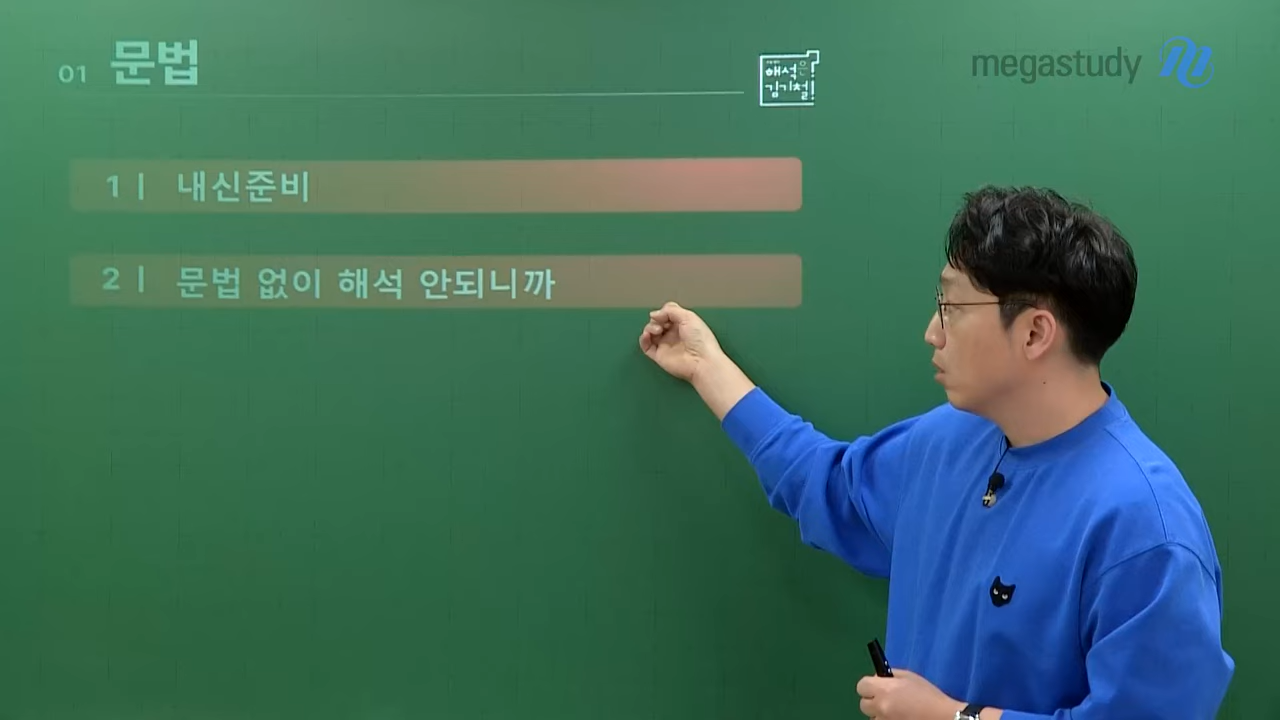 01 문법
해석은
김기철!
megastudy
1 | 내신준비
2 | 문법 없이 해석 안되니까